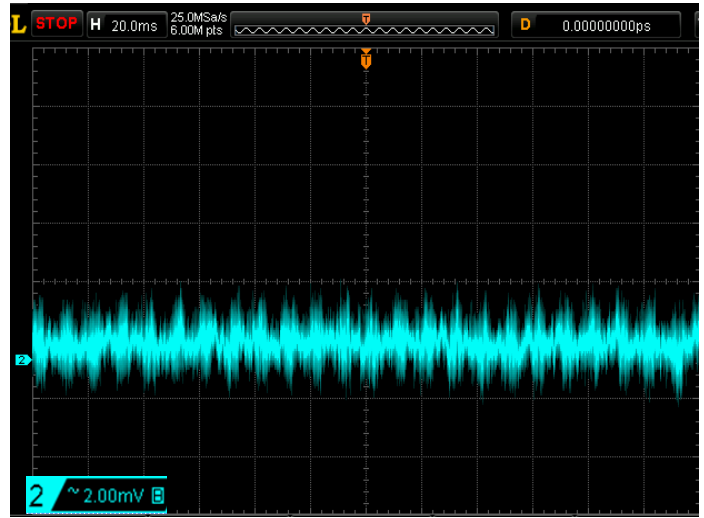 L STOP H 20.0ms 25.0MSa/s T D 0.00000000ps
6.00M pts
T
2
2 ~ 2.00mV B